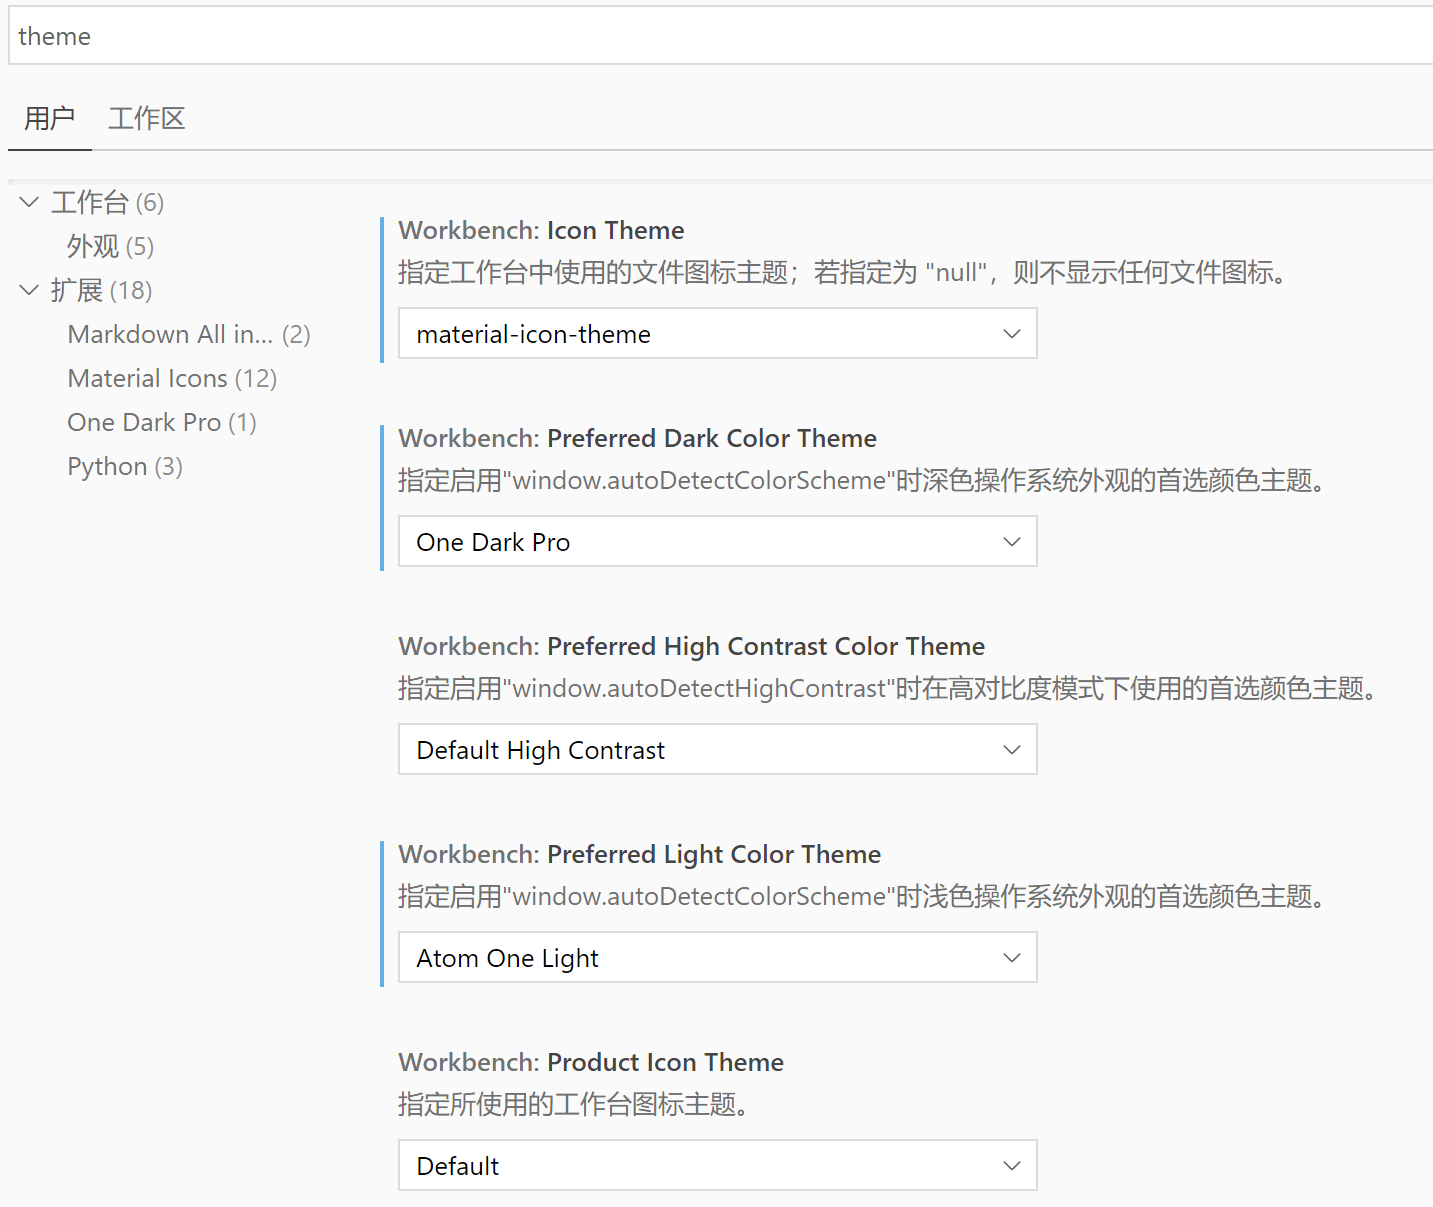 theme
用户 工作区
工作台 (6)
外观 (5)
扩展 (18)
Markdown All in... (2)
Material Icons (12)
One Dark Pro (1)
Python (3)
Workbench: Icon Theme
指定工作台中使用的文件图标主题；若指定为 "null"，则不显示任何文件图标。
material-icon-theme
Workbench: Preferred Dark Color Theme
指定启用"window.autoDetectColorScheme"时深色操作系统外观的首选颜色主题。
One Dark Pro
Workbench: Preferred High Contrast Color Theme
指定启用"window.autoDetectHighContrast"时在高对比度模式下使用的首选颜色主题。
Default High Contrast
Workbench: Preferred Light Color Theme
指定启用"window.autoDetectColorScheme"时浅色操作系统外观的首选颜色主题。
Atom One Light
Workbench: Product Icon Theme
指定所使用的工作台图标主题。
Default